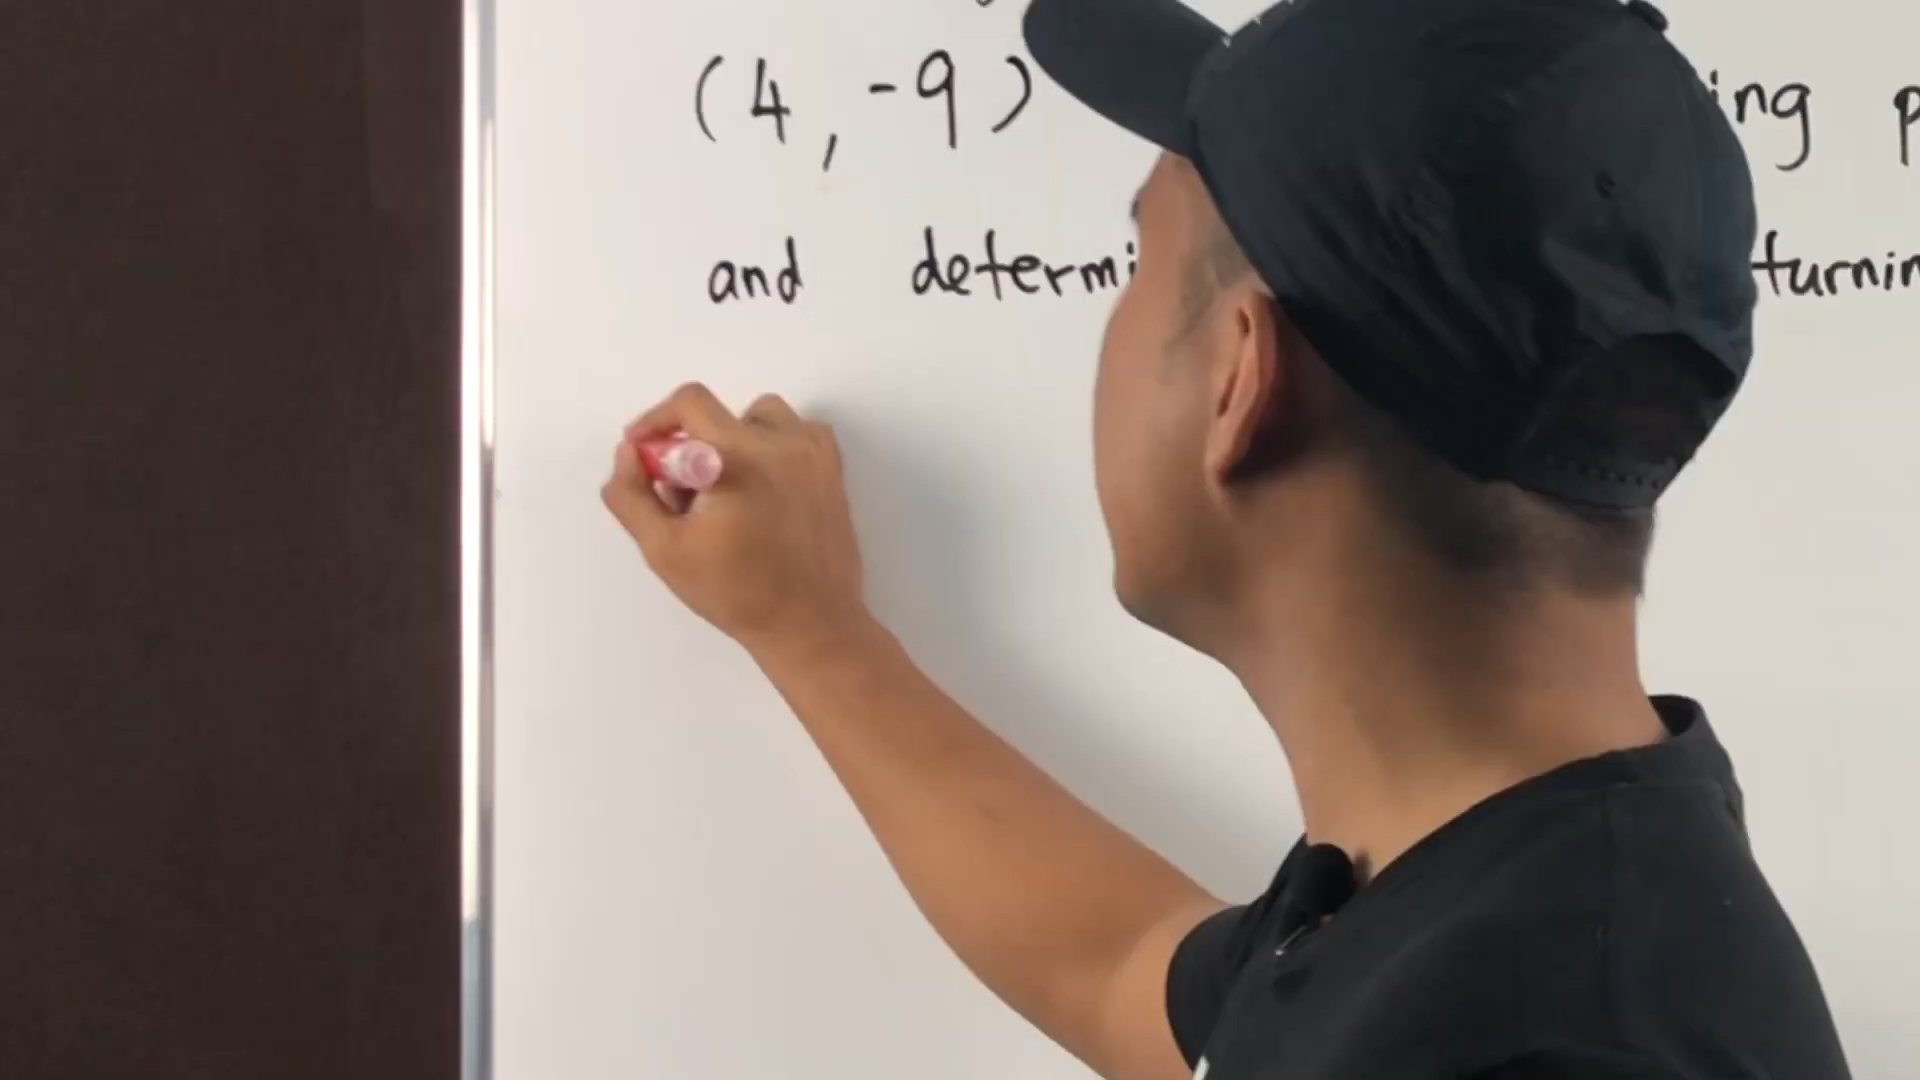 (4, -9) ing p
and determi turnin